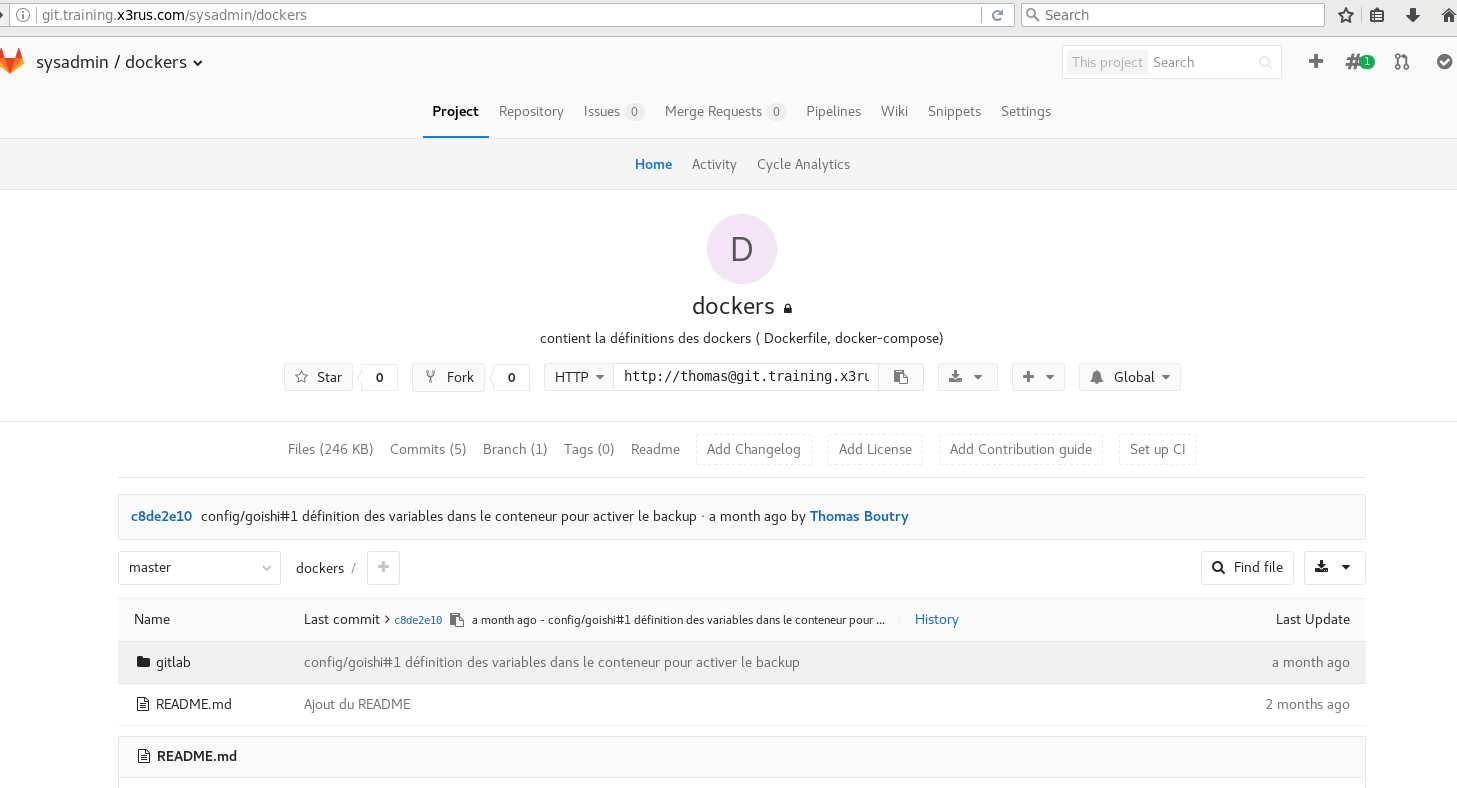 git.training.x3rus.com/sysadmin/dockers Search
sysadmin / dockers This project Search 1
Project Repository Issues 0 Merge Requests 0 Pipelines Wiki Snippets Settings
Home Activity Cycle Analytics
D
dockers
contient la définitions des dockers ( Dockerfile, docker-compose)
Star 0 Fork 0 HTTP http://thomas@git.training.x3ru Global
Files (246 KB) Commits (5) Branch (1) Tags (0) Readme Add Changelog Add License Add Contribution guide Set up CI
c8de2e10 config/goishi#1 définition des variables dans le conteneur pour activer le backup · a month ago by Thomas Boutry
master dockers / + Find file
Name Last commit > c8de2e10 a month ago - config/goishi#1 définition des variables dans le conteneur pour ... History Last Update
gitlab config/goishi#1 définition des variables dans le conteneur pour activer le backup a month ago
README.md Ajout du README 2 months ago
README.md